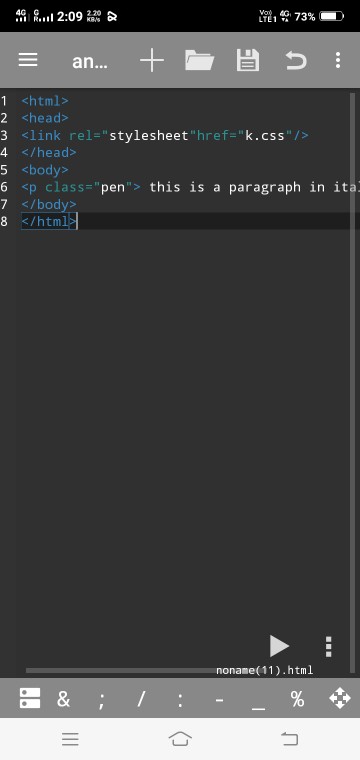 4G G 2:09 2.20 KB/s Vo) LTE1 4G 73%
an...
1 <html>
2 <head>
3 <link rel="stylesheet"href="k.css"/>
4 </head>
5 <body>
6 <p class="pen"> this is a paragraph in ital
7 </body>
8 </html>
noname(11).html
& ; / : - _ %